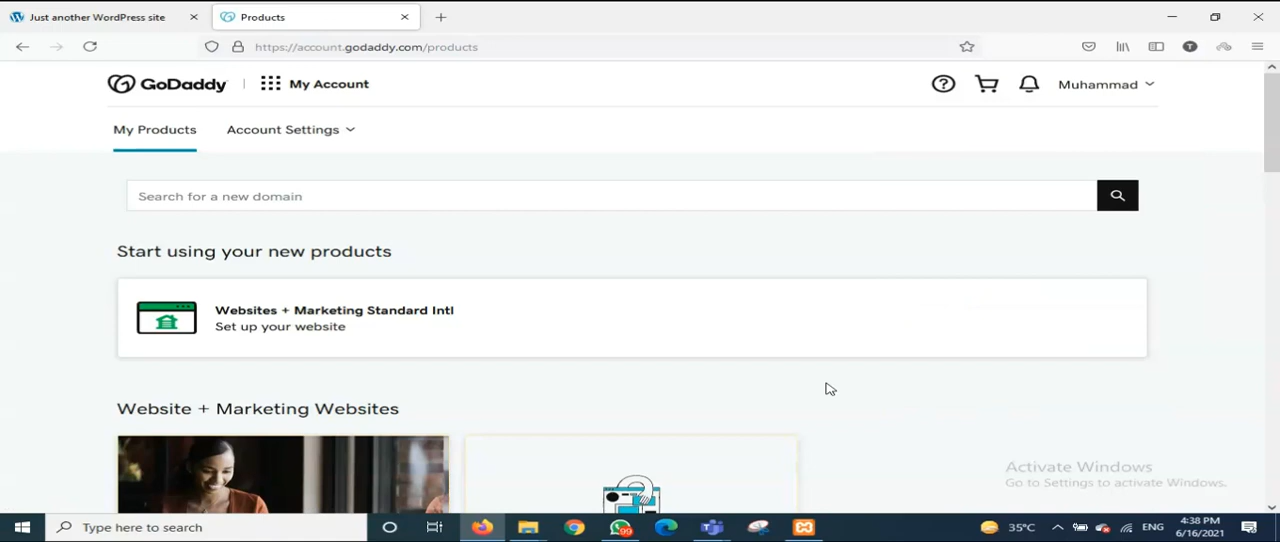 Just another WordPress site
Products
https://account.godaddy.com/products
T
GoDaddy
My Account
Muhammad
My Products
Account Settings
Search for a new domain
Start using your new products
Websites + Marketing Standard Intl
Set up your website
Website + Marketing Websites
Activate Windows
Go to Settings to activate Windows.
Type here to search
99
35°C
ENG
4:38 PM
6/16/2021